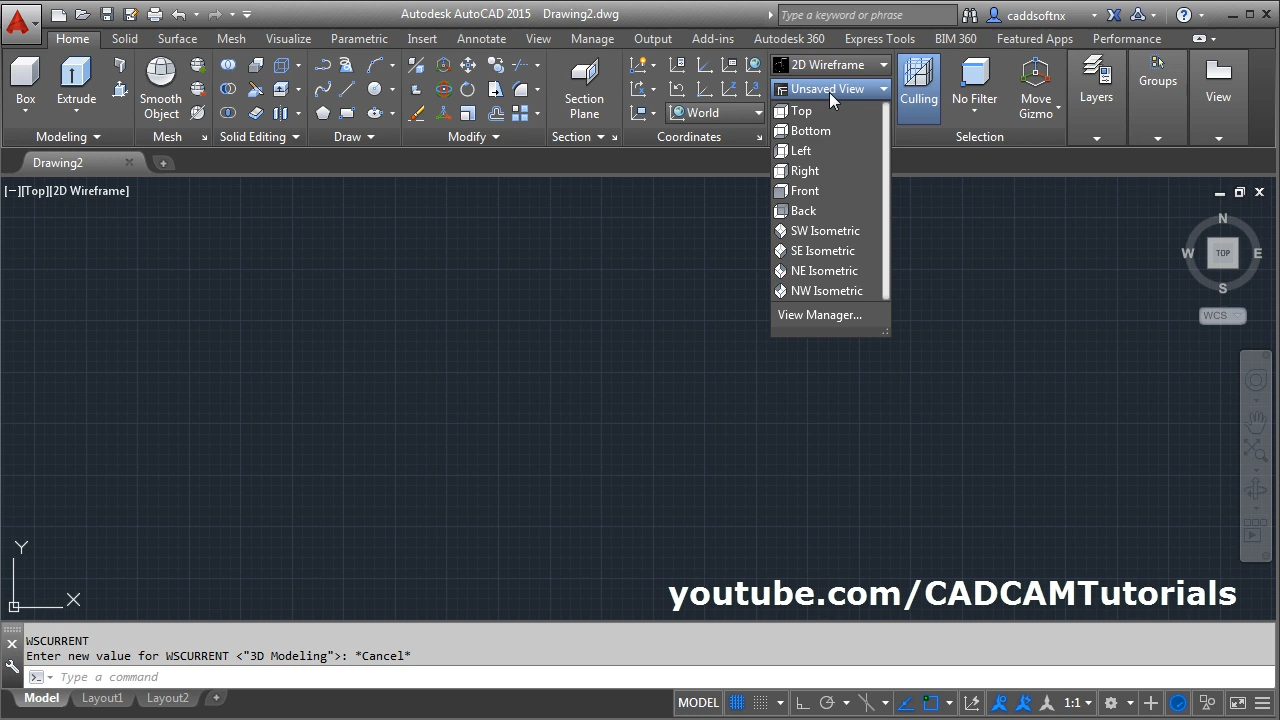 Autodesk AutoCAD 2015 Drawing2.dwg
Type a keyword or phrase
caddsoftnx
Home Solid Surface Mesh Visualize Parametric Insert Annotate View Manage Output Add-ins Autodesk 360 Express Tools BIM 360 Featured Apps Performance
2D Wireframe
Unsaved View
World
Box Extrude Smooth Object Section Plane Culling No Filter Move Gizmo Layers Groups View
Modeling Mesh Solid Editing Draw Modify Section Coordinates Selection
Top
Bottom
Left
Right
Front
Back
SW Isometric
SE Isometric
NE Isometric
NW Isometric
View Manager...
Drawing2
[−][Top][2D Wireframe]
N
W TOP E
S
WCS
Y
X
youtube.com/CADCAMTutorials
WSCURRENT
Enter new value for WSCURRENT <"3D Modeling">: *Cancel*
Type a command
Model Layout1 Layout2
MODEL 1:1